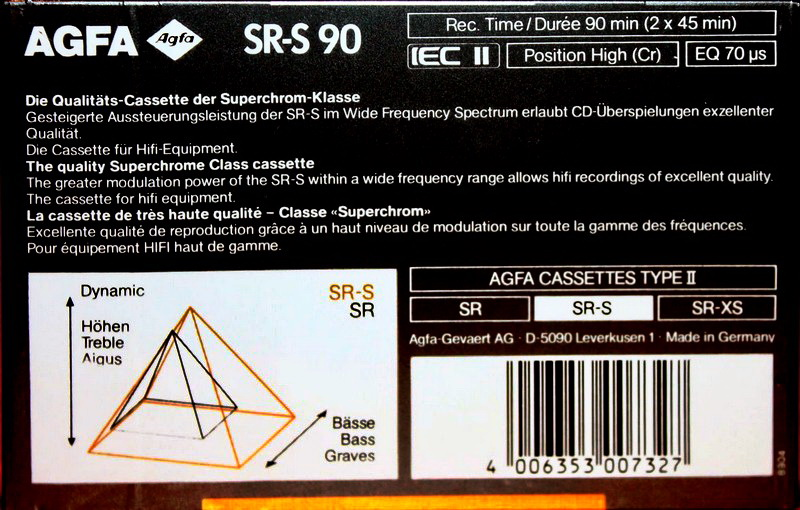 AGFA Agfa SR-S 90
Rec. Time/Durée 90 min (2 x 45 min)
IEC II Position High (Cr) EQ 70 µs
Die Qualitäts-Cassette der Superchrom-Klasse
Gesteigerte Aussteuerungsleistung der SR-S im Wide Frequency Spectrum erlaubt CD-Überspielungen exzellenter
Qualität.
Die Cassette für Hifi-Equipment.
The quality Superchrome Class cassette
The greater modulation power of the SR-S within a wide frequency range allows hifi recordings of excellent quality.
The cassette for hifi equipment.
La cassette de très haute qualité – Classe «Superchrom»
Excellente qualité de reproduction grâce à un haut niveau de modulation sur toute la gamme des fréquences.
Pour équipement HIFI haut de gamme.
Dynamic
Höhen
Treble
Aigus
SR-S
SR
Bässe
Bass
Graves
AGFA CASSETTES TYPE II
SR SR-S SR-XS
Agfa-Gevaert AG · D-5090 Leverkusen 1 · Made in Germany
4 006353 007327